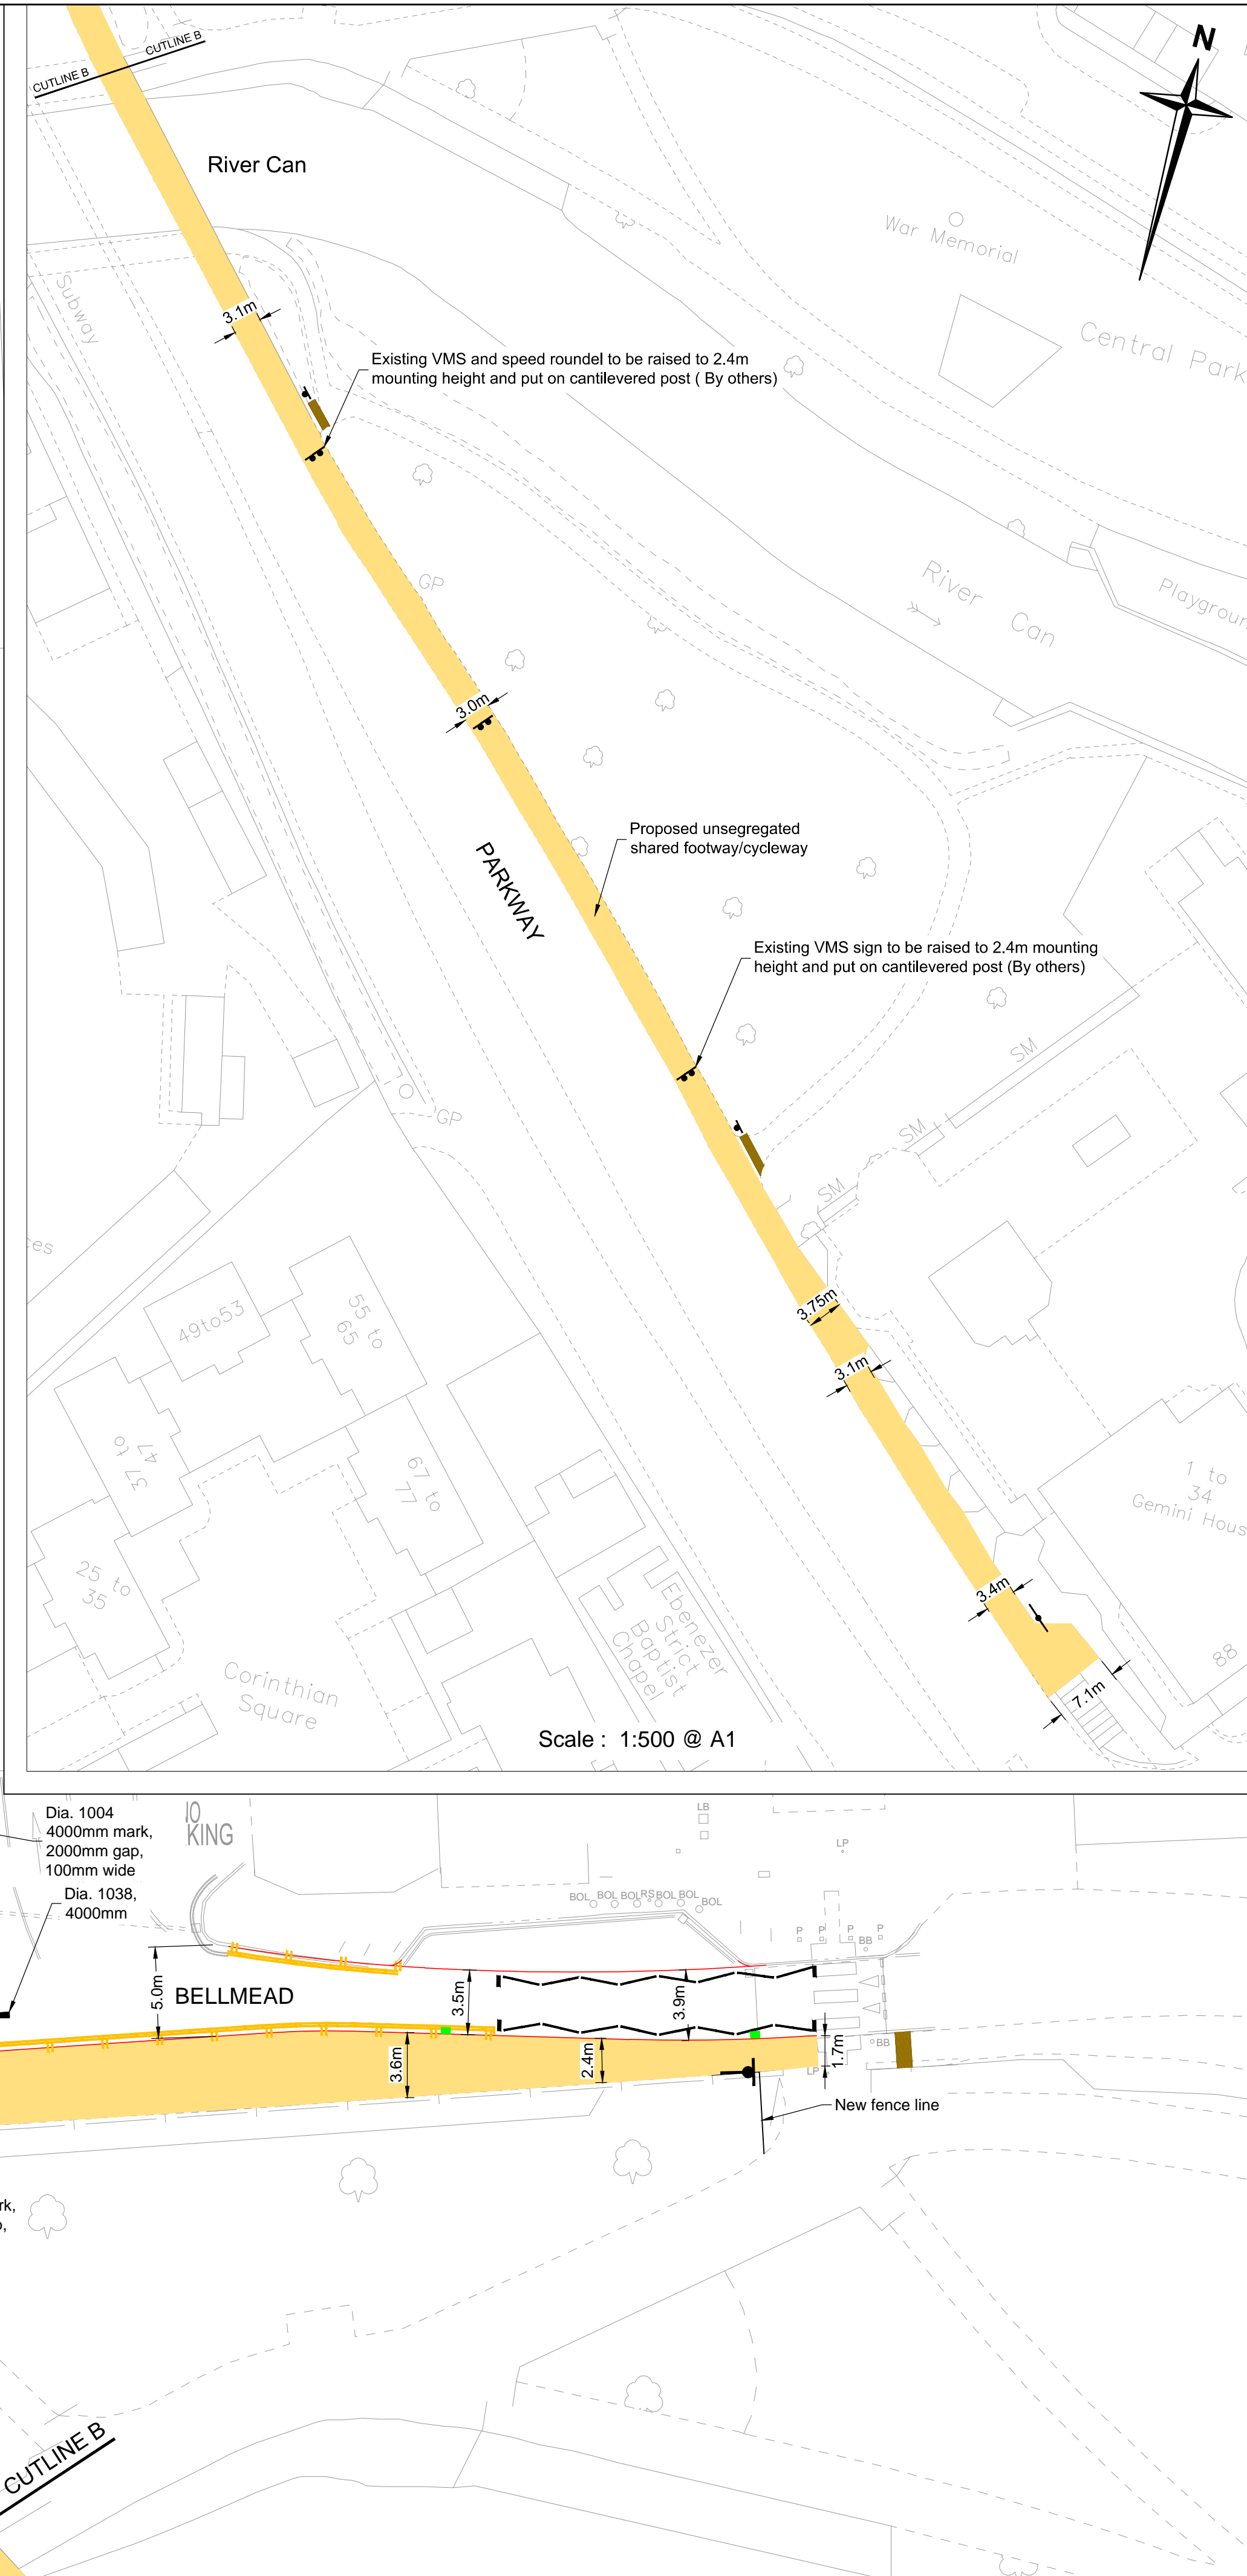 CUTLINE B
CUTLINE B
N
River Can
War Memorial
Central Park
Subway
3.1m
Existing VMS and speed roundel to be raised to 2.4m
mounting height and put on cantilevered post ( By others)
GP
River Can
3.0m
Proposed unsegregated
shared footway/cycleway
PARKWAY
Existing VMS sign to be raised to 2.4m mounting
height and put on cantilevered post (By others)
SM
SM
SM
GP
49to53
55 to
65
3.75m
3.1m
37 to
47
67 to
77
1 to
34
25 to
35
3.4m
Ebenezer
Strict
Baptist
Chapel
Corinthian
Square
88
7.1m
Scale : 1:500 @ A1
Dia. 1004
4000mm mark,
2000mm gap,
100mm wide
Dia. 1038,
4000mm
LB
LP
BOL BOL BOL RS BOL BOL
BOL
P P P P
BB
5.0m
BELLMEAD
3.5m
3.9m
3.6m
2.4m
1.7m
BB
LP
New fence line
CUTLINE B